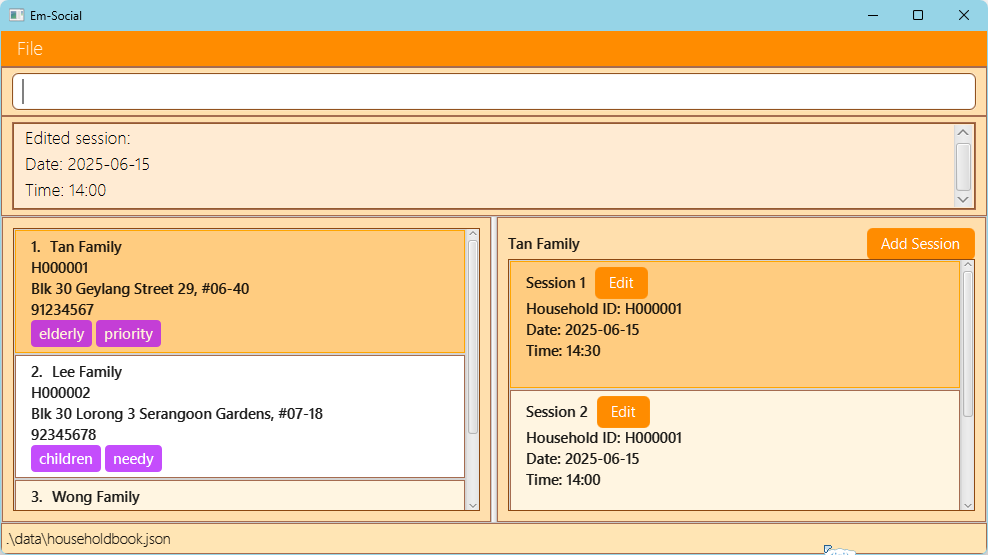 Em-Social
File
Edited session:
Date: 2025-06-15
Time: 14:00
1. Tan Family
H000001
Blk 30 Geylang Street 29, #06-40
91234567
elderly priority
2. Lee Family
H000002
Blk 30 Lorong 3 Serangoon Gardens, #07-18
92345678
children needy
3. Wong Family
Tan Family Add Session
Session 1 Edit
Household ID: H000001
Date: 2025-06-15
Time: 14:30
Session 2 Edit
Household ID: H000001
Date: 2025-06-15
Time: 14:00
.\data\householdbook.json